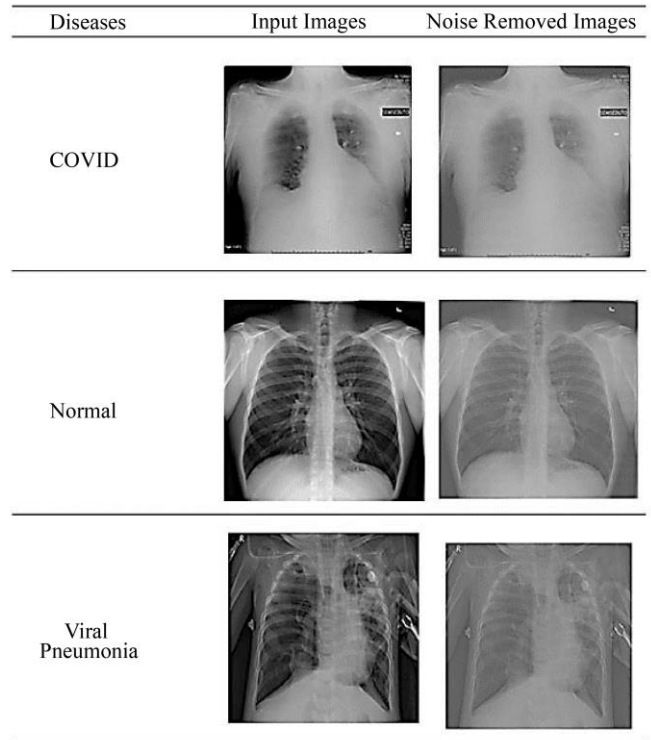 Diseases Input Images Noise Removed Images
COVID
Normal
Viral
Pneumonia
R
R